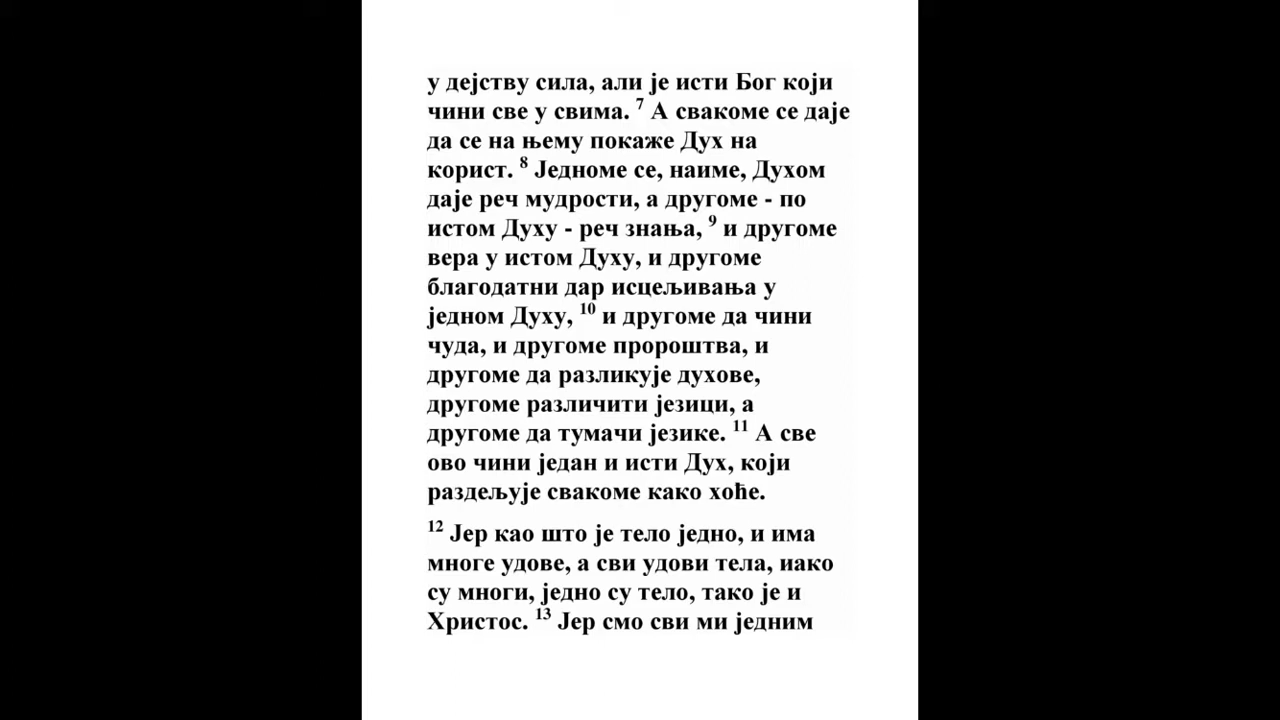 у дејству сила, али је исти Бог који
чини све у свима. 7 А свакоме се даје
да се на њему покаже Дух на
корист. 8 Једноме се, наиме, Духом
даје реч мудрости, а другоме - по
истом Духу - реч знања, 9 и другоме
вера у истом Духу, и другоме
благодатни дар исцељивања у
једном Духу, 10 и другоме да чини
чуда, и другоме пророштва, и
другоме да разликује духове,
другоме различити језици, а
другоме да тумачи језике. 11 А све
ово чини један и исти Дух, који
раздељује свакоме како хоће.
12 Јер као што је тело једно, и има
многе удове, а сви удови тела, иако
су многи, једно су тело, тако је и
Христос. 13 Јер смо сви ми једним